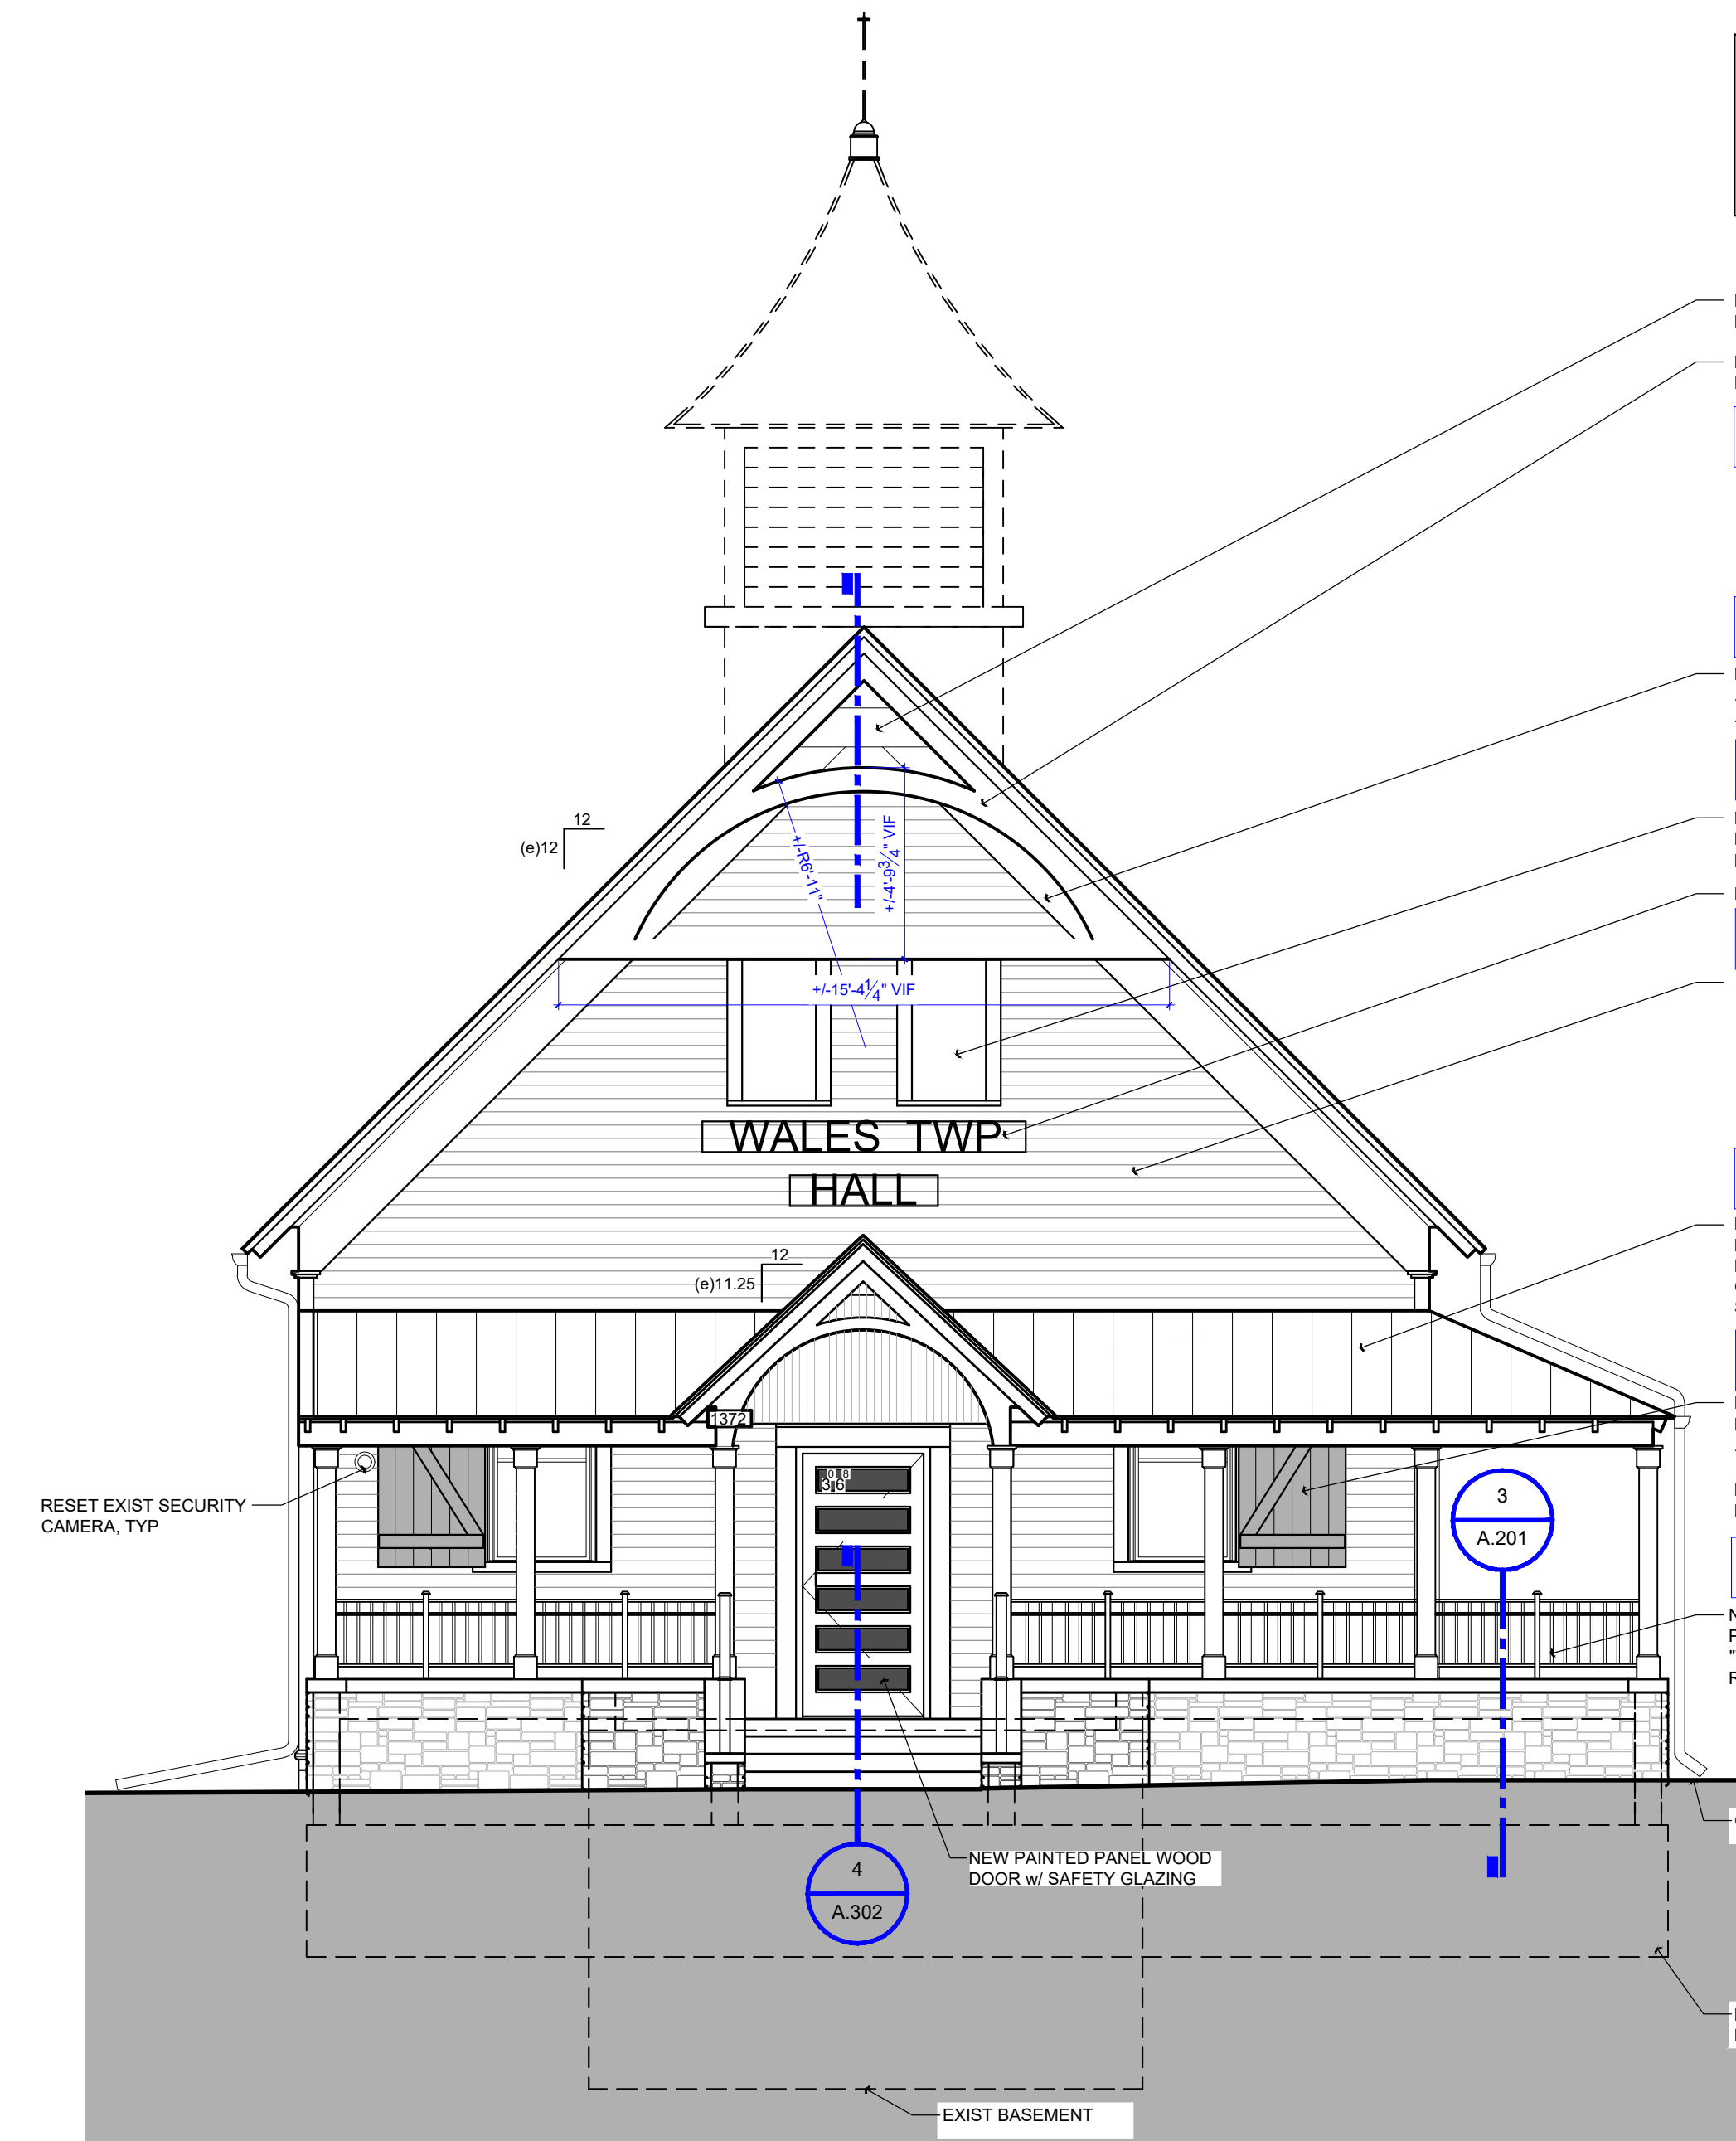 12
(e)12
+/-R6'-11"
+/-4'-9 3/4" VIF
+/-15'-4 1/4" VIF
WALES TWP
HALL
12
(e)11.25
1372
0 8
3 6
RESET EXIST SECURITY
CAMERA, TYP
3
A.201
4
A.302
NEW PAINTED PANEL WOOD
DOOR w/ SAFETY GLAZING
EXIST BASEMENT